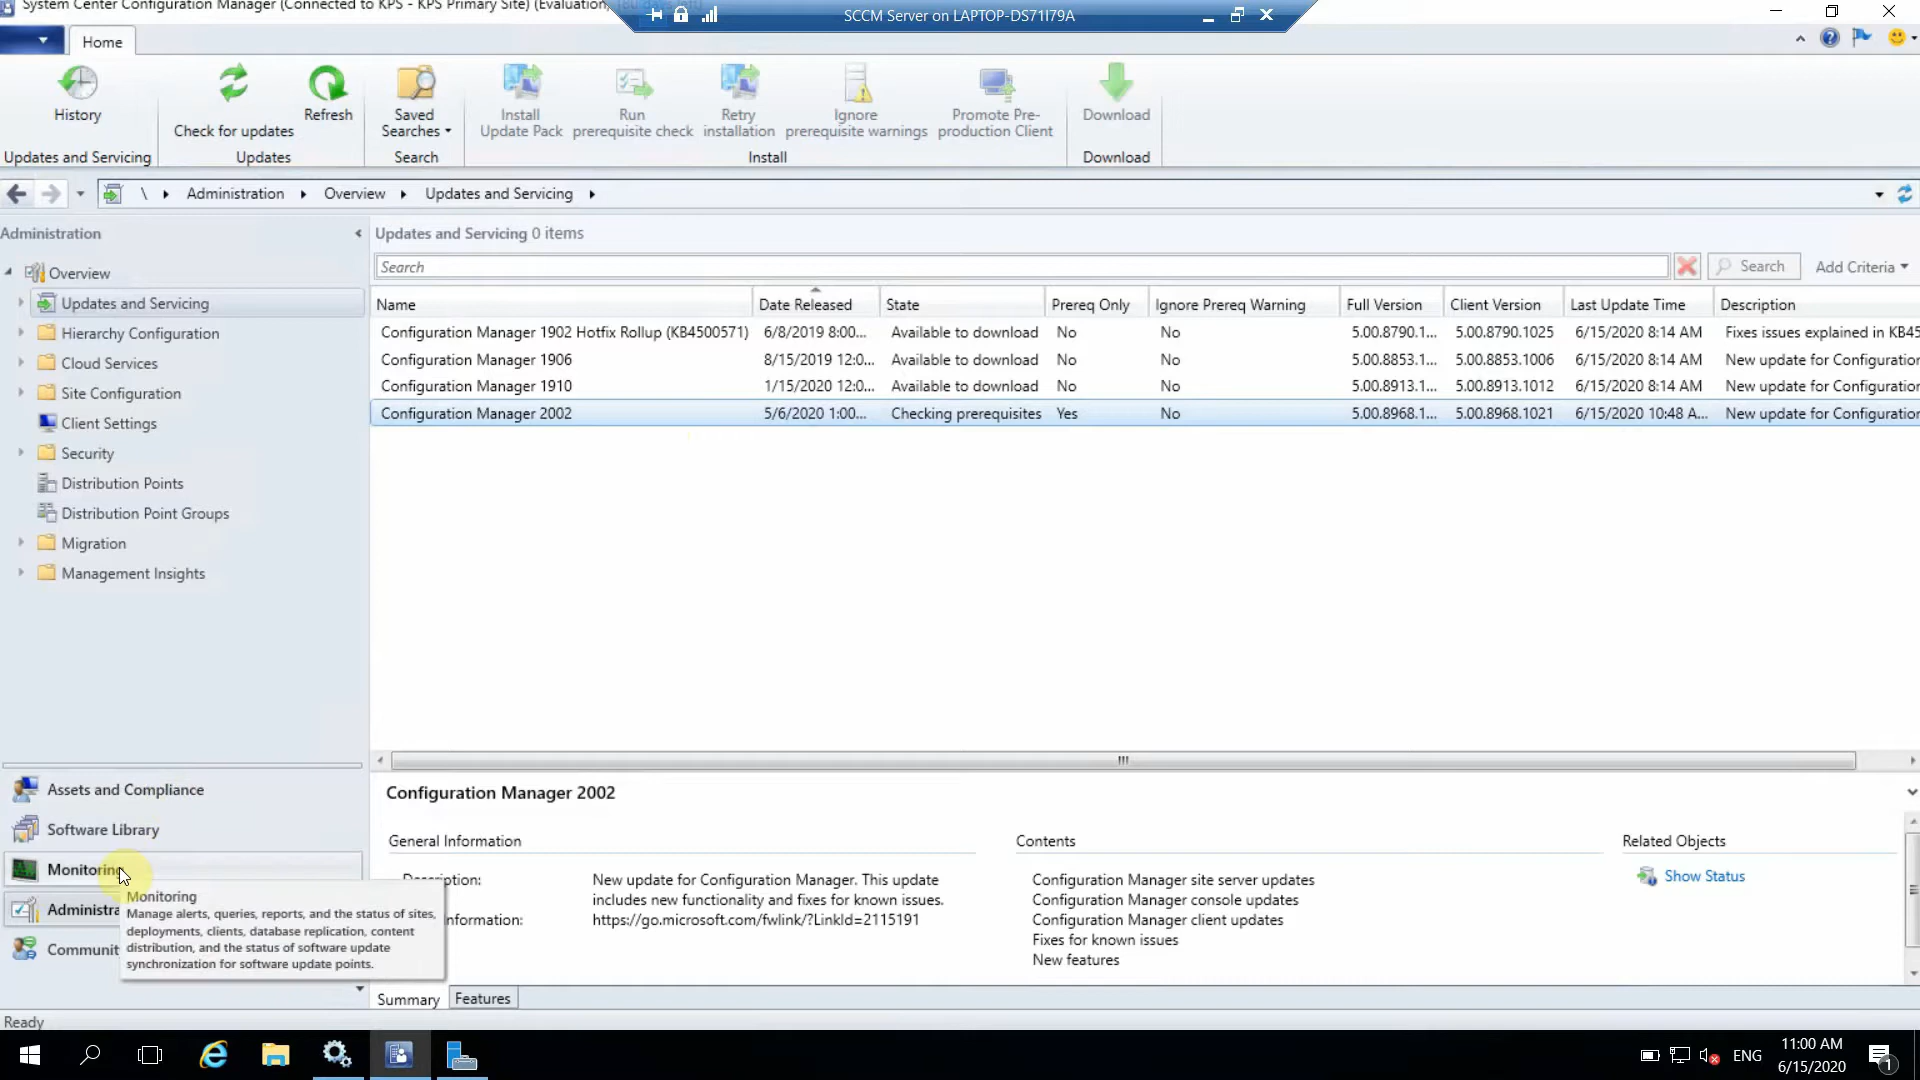 System Center Configuration Manager (Connected to KPS - KPS Primary Site) (Evaluation,
SCCM Server on LAPTOP-DS71I79A
Home
History
Check for updates
Refresh
Saved
Searches
Install
Update Pack
Run
prerequisite check
Retry
installation
Ignore
prerequisite warnings
Promote Pre-
production Client
Download
Updates and Servicing
Updates
Search
Install
Download
\ Administration Overview Updates and Servicing
Administration
Updates and Servicing 0 items
Search
Search
Add Criteria
Overview
Updates and Servicing
Hierarchy Configuration
Cloud Services
Site Configuration
Client Settings
Security
Distribution Points
Distribution Point Groups
Migration
Management Insights
Name Date Released State Prereq Only Ignore Prereq Warning Full Version Client Version Last Update Time Description
Configuration Manager 1902 Hotfix Rollup (KB4500571) 6/8/2019 8:00... Available to download No No 5.00.8790.1... 5.00.8790.1025 6/15/2020 8:14 AM Fixes issues explained in KB45
Configuration Manager 1906 8/15/2019 12:0... Available to download No No 5.00.8853.1... 5.00.8853.1006 6/15/2020 8:14 AM New update for Configuration
Configuration Manager 1910 1/15/2020 12:0... Available to download No No 5.00.8913.1... 5.00.8913.1012 6/15/2020 8:14 AM New update for Configuration
Configuration Manager 2002 5/6/2020 1:00... Checking prerequisites Yes No 5.00.8968.1... 5.00.8968.1021 6/15/2020 10:48 A... New update for Configuration
Assets and Compliance
Software Library
Monitoring
Administra
Communit
Monitoring
Manage alerts, queries, reports, and the status of sites,
deployments, clients, database replication, content
distribution, and the status of software update
synchronization for software update points.
Configuration Manager 2002
General Information
ption:
New update for Configuration Manager. This update
includes new functionality and fixes for known issues.
nformation:
https://go.microsoft.com/fwlink/?LinkId=2115191
Contents
Configuration Manager site server updates
Configuration Manager console updates
Configuration Manager client updates
Fixes for known issues
New features
Related Objects
Show Status
Summary
Features
Ready
ENG
11:00 AM
6/15/2020
1